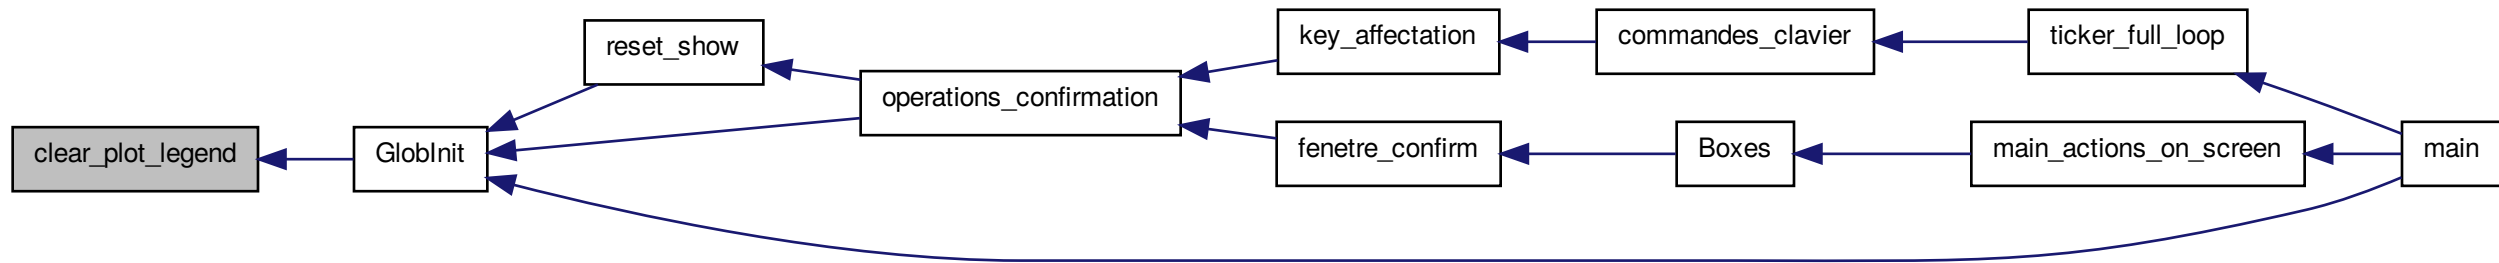 clear_plot_legend
GlobInit
reset_show
operations_confirmation
key_affectation
commandes_clavier
ticker_full_loop
fenetre_confirm
Boxes
main_actions_on_screen
main